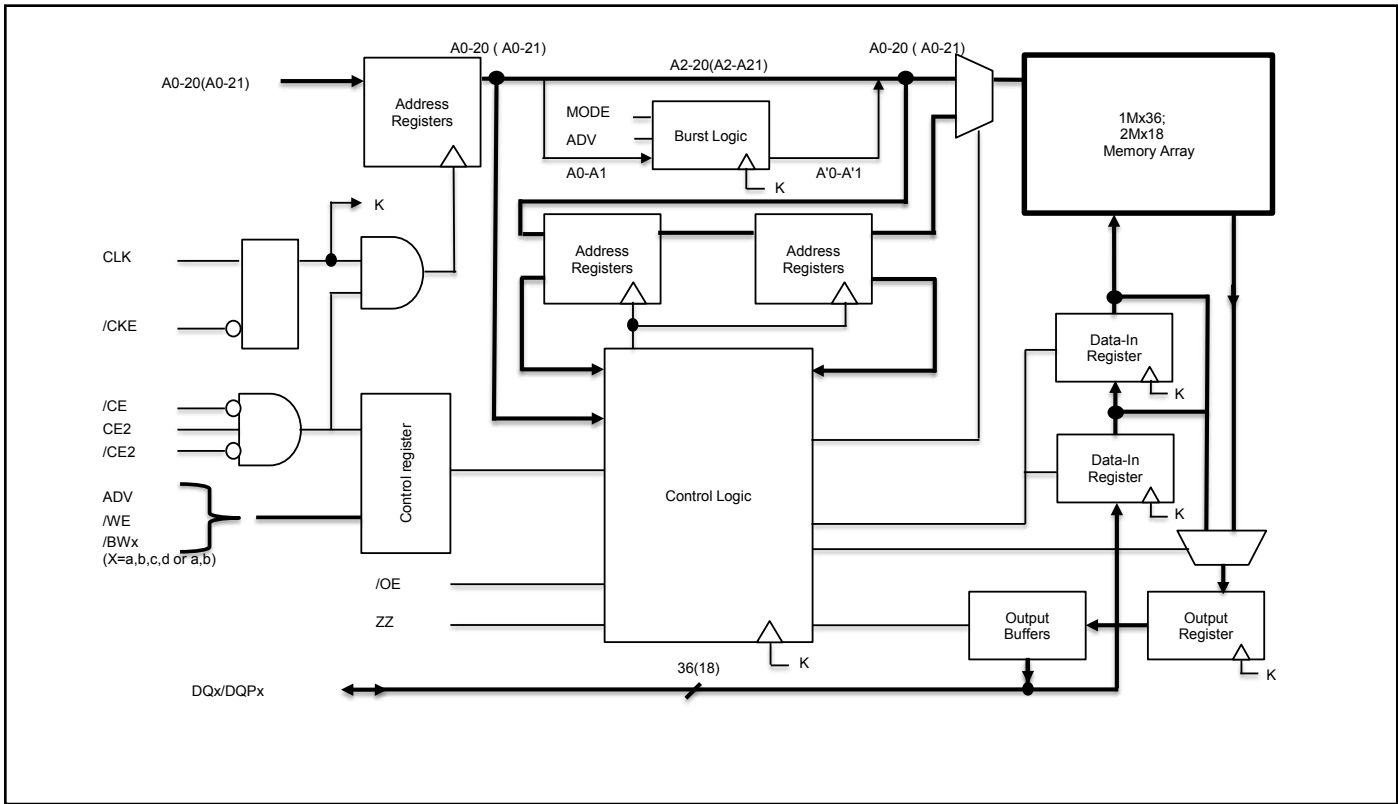 A0-20 ( A0-21)
A2-20(A2-A21)
A0-20 ( A0-21)
A0-20(A0-21)
Address
Registers
MODE
ADV
A0-A1
Burst Logic
K
A'0-A'1
1Mx36;
2Mx18
Memory Array
K
CLK
/CKE
Address
Registers
Address
Registers
Data-In
Register
K
/CE
CE2
/CE2
Control register
Control Logic
Data-In
Register
K
ADV
/WE
/BWx
(X=a,b,c,d or a,b)
/OE
ZZ
K
Output
Buffers
Output
Register
K
36(18)
DQx/DQPx